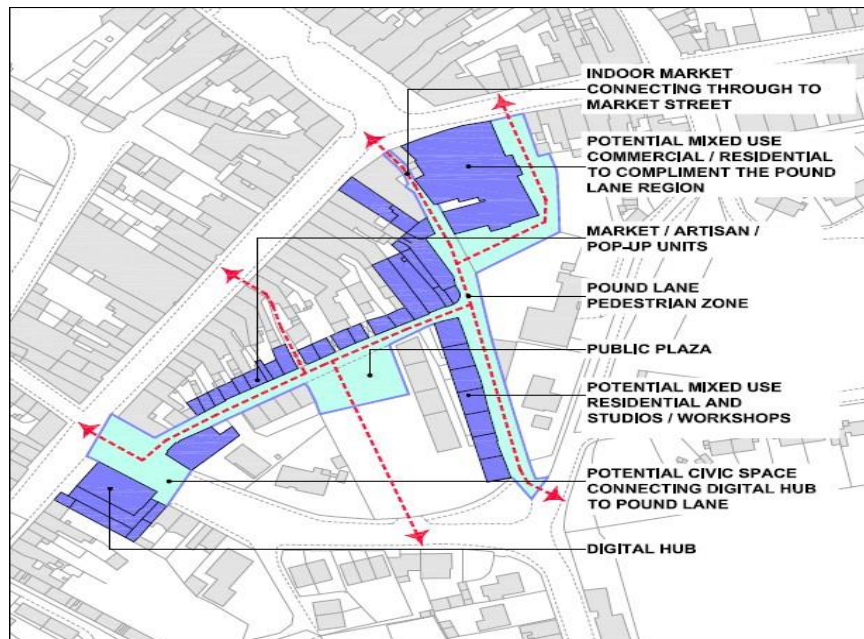 INDOOR MARKET
CONNECTING THROUGH TO
MARKET STREET
POTENTIAL MIXED USE
COMMERCIAL / RESIDENTIAL
TO COMPLIMENT THE POUND
LANE REGION
MARKET / ARTISAN /
POP-UP UNITS
POUND LANE
PEDESTRIAN ZONE
PUBLIC PLAZA
POTENTIAL MIXED USE
RESIDENTIAL AND
STUDIOS / WORKSHOPS
POTENTIAL CIVIC SPACE
CONNECTING DIGITAL HUB
TO POUND LANE
DIGITAL HUB